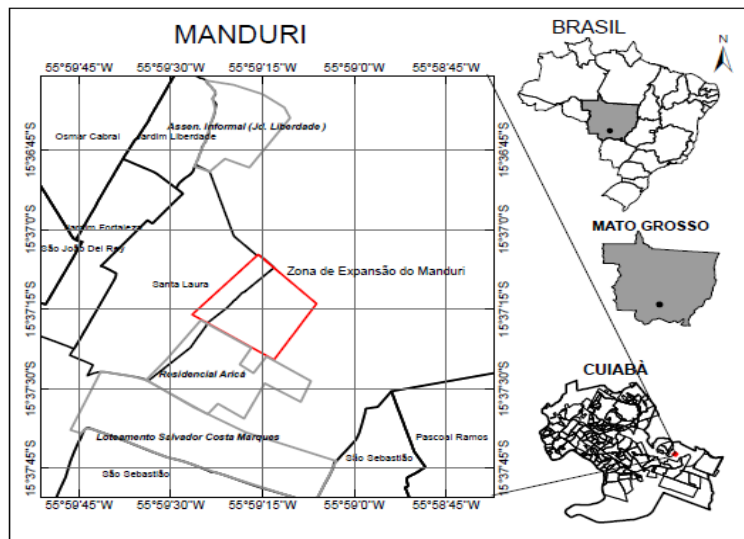 MANDURI
BRASIL
N
55°59'45"W 55°59'30"W 55°59'15"W 55°59'0"W 55°58'45"W
Assen. Informal (Jd. Liberdade )
Osmar Cabral
Jardim Liberdade
15°36'45"S 15°36'45"S
15°37'0"S 15°37'0"S
Jardim Fortaleza
São João Del Rey
MATO GROSSO
Zona de Expansão do Manduri
Santa Laura
15°37'15"S 15°37'15"S
CUIABÀ
Residencial Aricá
15°37'30"S 15°37'30"S
Loteamento Salvador Costa Marques
Pascoal Ramos
São Sebastião
São Sebastião
15°37'45"S 15°37'45"S
55°59'45"W 55°59'30"W 55°59'15"W 55°59'0"W 55°58'45"W